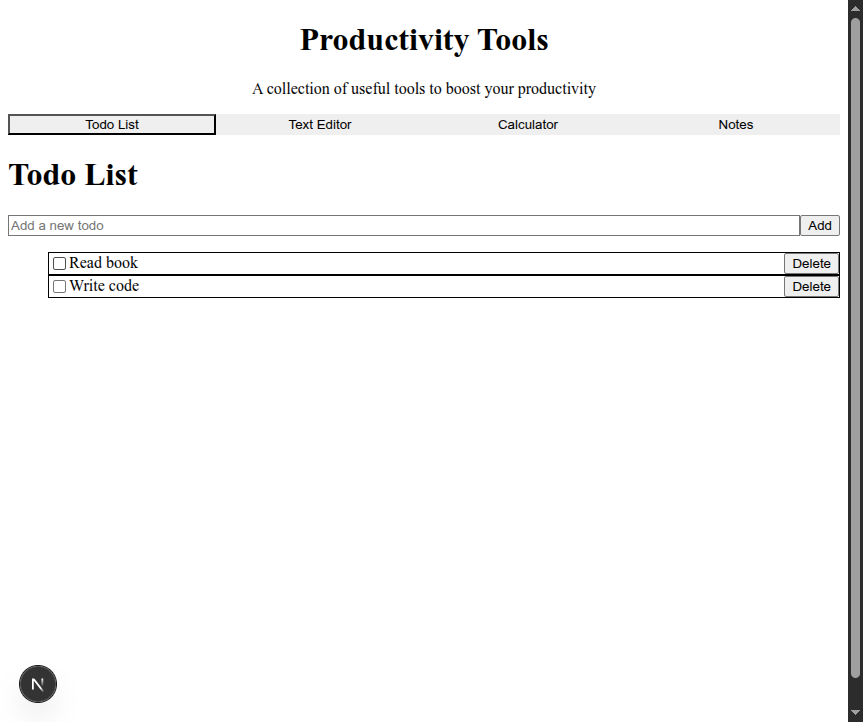 Productivity Tools
A collection of useful tools to boost your productivity
Todo List Text Editor Calculator Notes
Todo List
Add a new todo Add
Read book Delete
Write code Delete
N